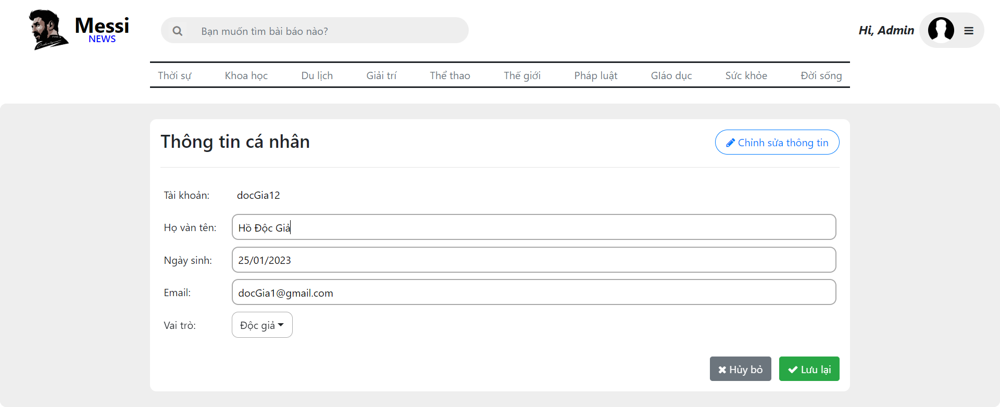 Messi
NEWS
Bạn muốn tìm bài báo nào?
Hi, Admin
Thời sự Khoa học Du lịch Giải trí Thể thao Thế giới Pháp luật GIáo dục Sức khỏe Đời sống
Thông tin cá nhân
Chỉnh sửa thông tin
Tài khoản: docGia12
Họ vàn tên: Hồ Độc Giả
Ngày sinh: 25/01/2023
Email: docGia1@gmail.com
Vai trò: Độc giả
Hủy bỏ Lưu lại